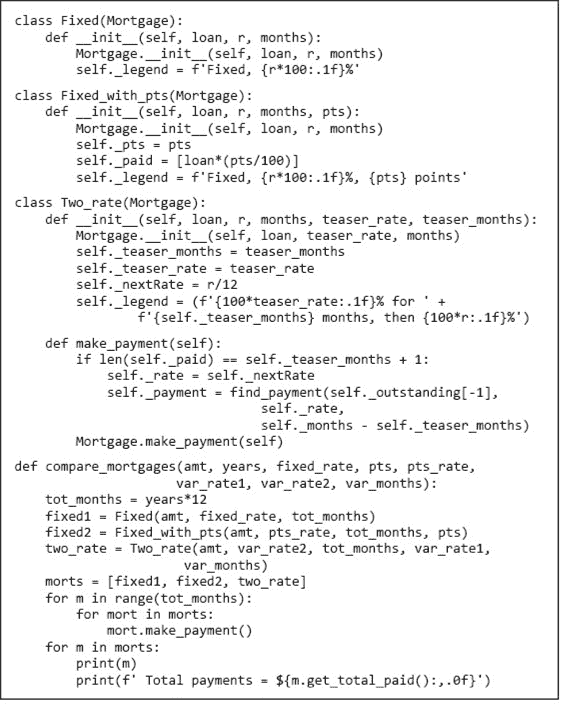 class Fixed(Mortgage):
    def __init__(self, loan, r, months):
        Mortgage.__init__(self, loan, r, months)
        self._legend = f'Fixed, {r*100:.1f}%'
class Fixed_with_pts(Mortgage):
    def __init__(self, loan, r, months, pts):
        Mortgage.__init__(self, loan, r, months)
        self._pts = pts
        self._paid = [loan*(pts/100)]
        self._legend = f'Fixed, {r*100:.1f}%, {pts} points'
class Two_rate(Mortgage):
    def __init__(self, loan, r, months, teaser_rate, teaser_months):
        Mortgage.__init__(self, loan, teaser_rate, months)
        self._teaser_months = teaser_months
        self._teaser_rate = teaser_rate
        self._nextRate = r/12
        self._legend = (f'{100*teaser_rate:.1f}% for ' +
                f'{self._teaser_months} months, then {100*r:.1f}%')
    def make_payment(self):
        if len(self._paid) == self._teaser_months + 1:
            self._rate = self._nextRate
            self._payment = find_payment(self._outstanding[-1],
                                self._rate,
                                self._months - self._teaser_months)
        Mortgage.make_payment(self)
def compare_mortgages(amt, years, fixed_rate, pts, pts_rate,
                     var_rate1, var_rate2, var_months):
    tot_months = years*12
    fixed1 = Fixed(amt, fixed_rate, tot_months)
    fixed2 = Fixed_with_pts(amt, pts_rate, tot_months, pts)
    two_rate = Two_rate(amt, var_rate2, tot_months, var_rate1,
                      var_months)
    morts = [fixed1, fixed2, two_rate]
    for m in range(tot_months):
        for mort in morts:
            mort.make_payment()
    for m in morts:
        print(m)
        print(f' Total payments = ${m.get_total_paid():,.0f}')